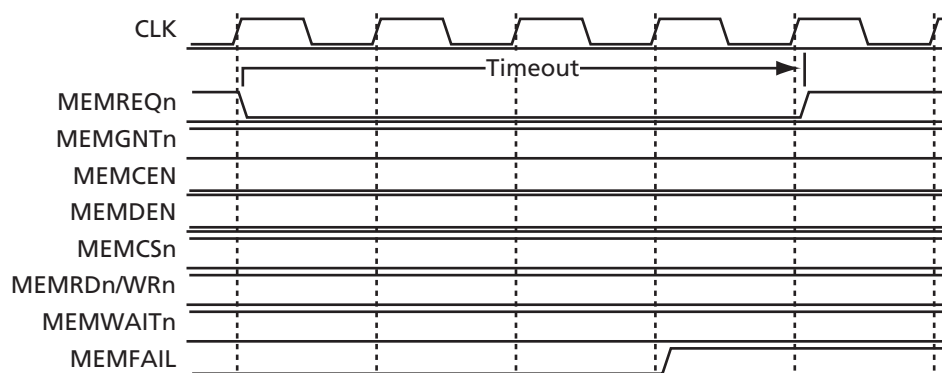 CLK
Timeout
MEMREQn
MEMGNTn
MEMCEN
MEMDEN
MEMCSn
MEMRDn/WRn
MEMWAITn
MEMFAIL